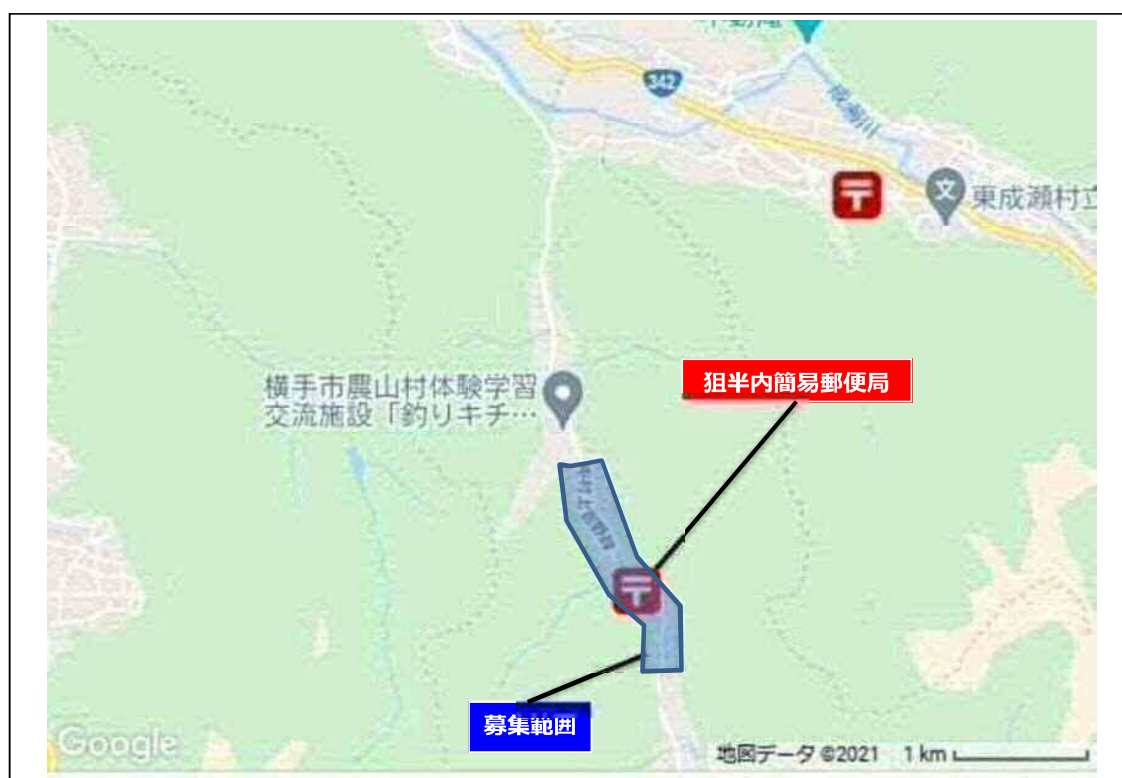 342
成瀬川
〒
文
東成瀬村立
横手市農山村体験学習
交流施設「釣りキチ…
狙半内簡易郵便局
〒
募集範囲
Google
地図データ ©2021 1 km